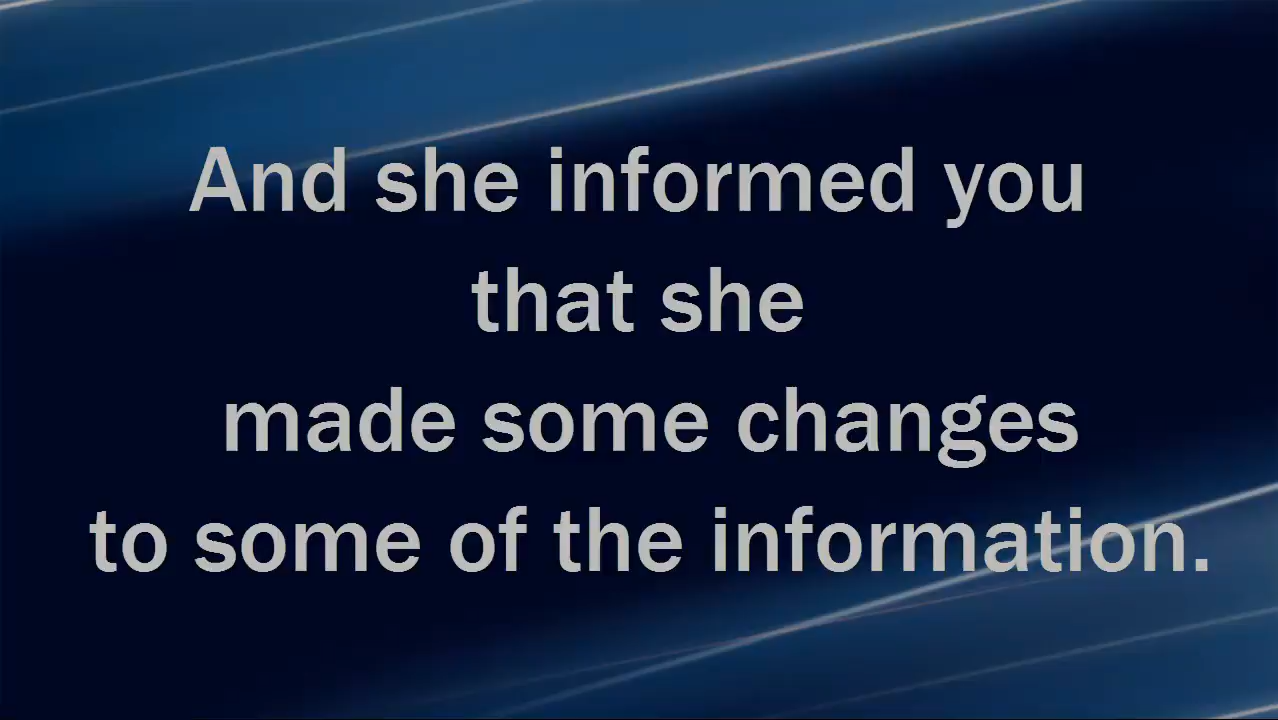 And she informed you
that she
made some changes
to some of the information.